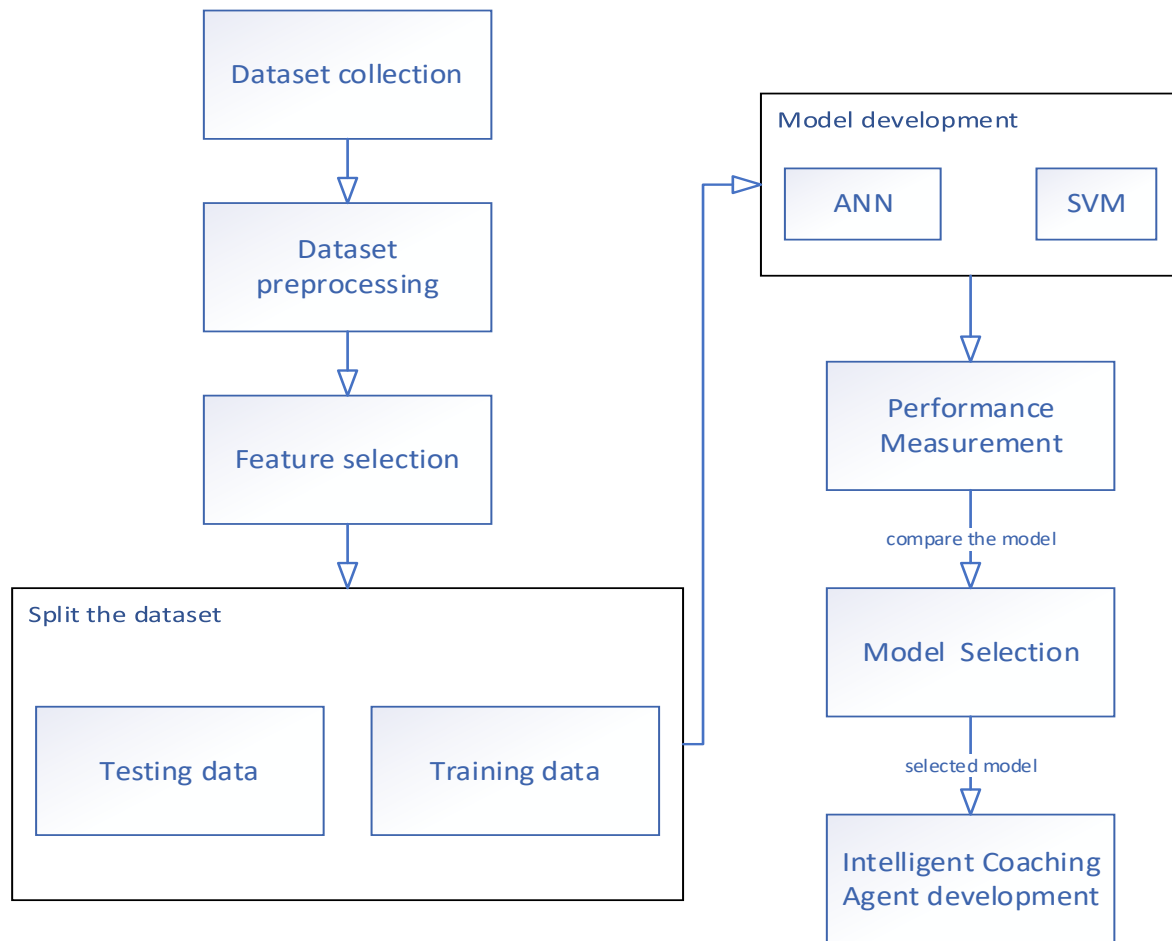 Dataset collection
Dataset
preprocessing
Feature selection
Split the dataset
Testing data
Training data
Model development
ANN
SVM
Performance
Measurement
compare the model
Model  Selection
selected model
Intelligent Coaching
Agent development